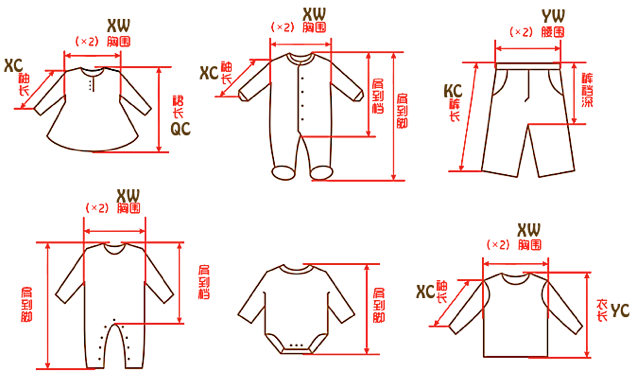 XW
(×2) 胸围
XC
袖长
裙长
QC
XW
(×2) 胸围
XC
袖长
肩到裆
肩到脚
YW
(×2) 腰围
KC
裤长
裤裆深
XW
(×2) 胸围
肩到脚
肩到裆
肩到脚
XW
(×2) 胸围
XC
袖长
衣长
YC